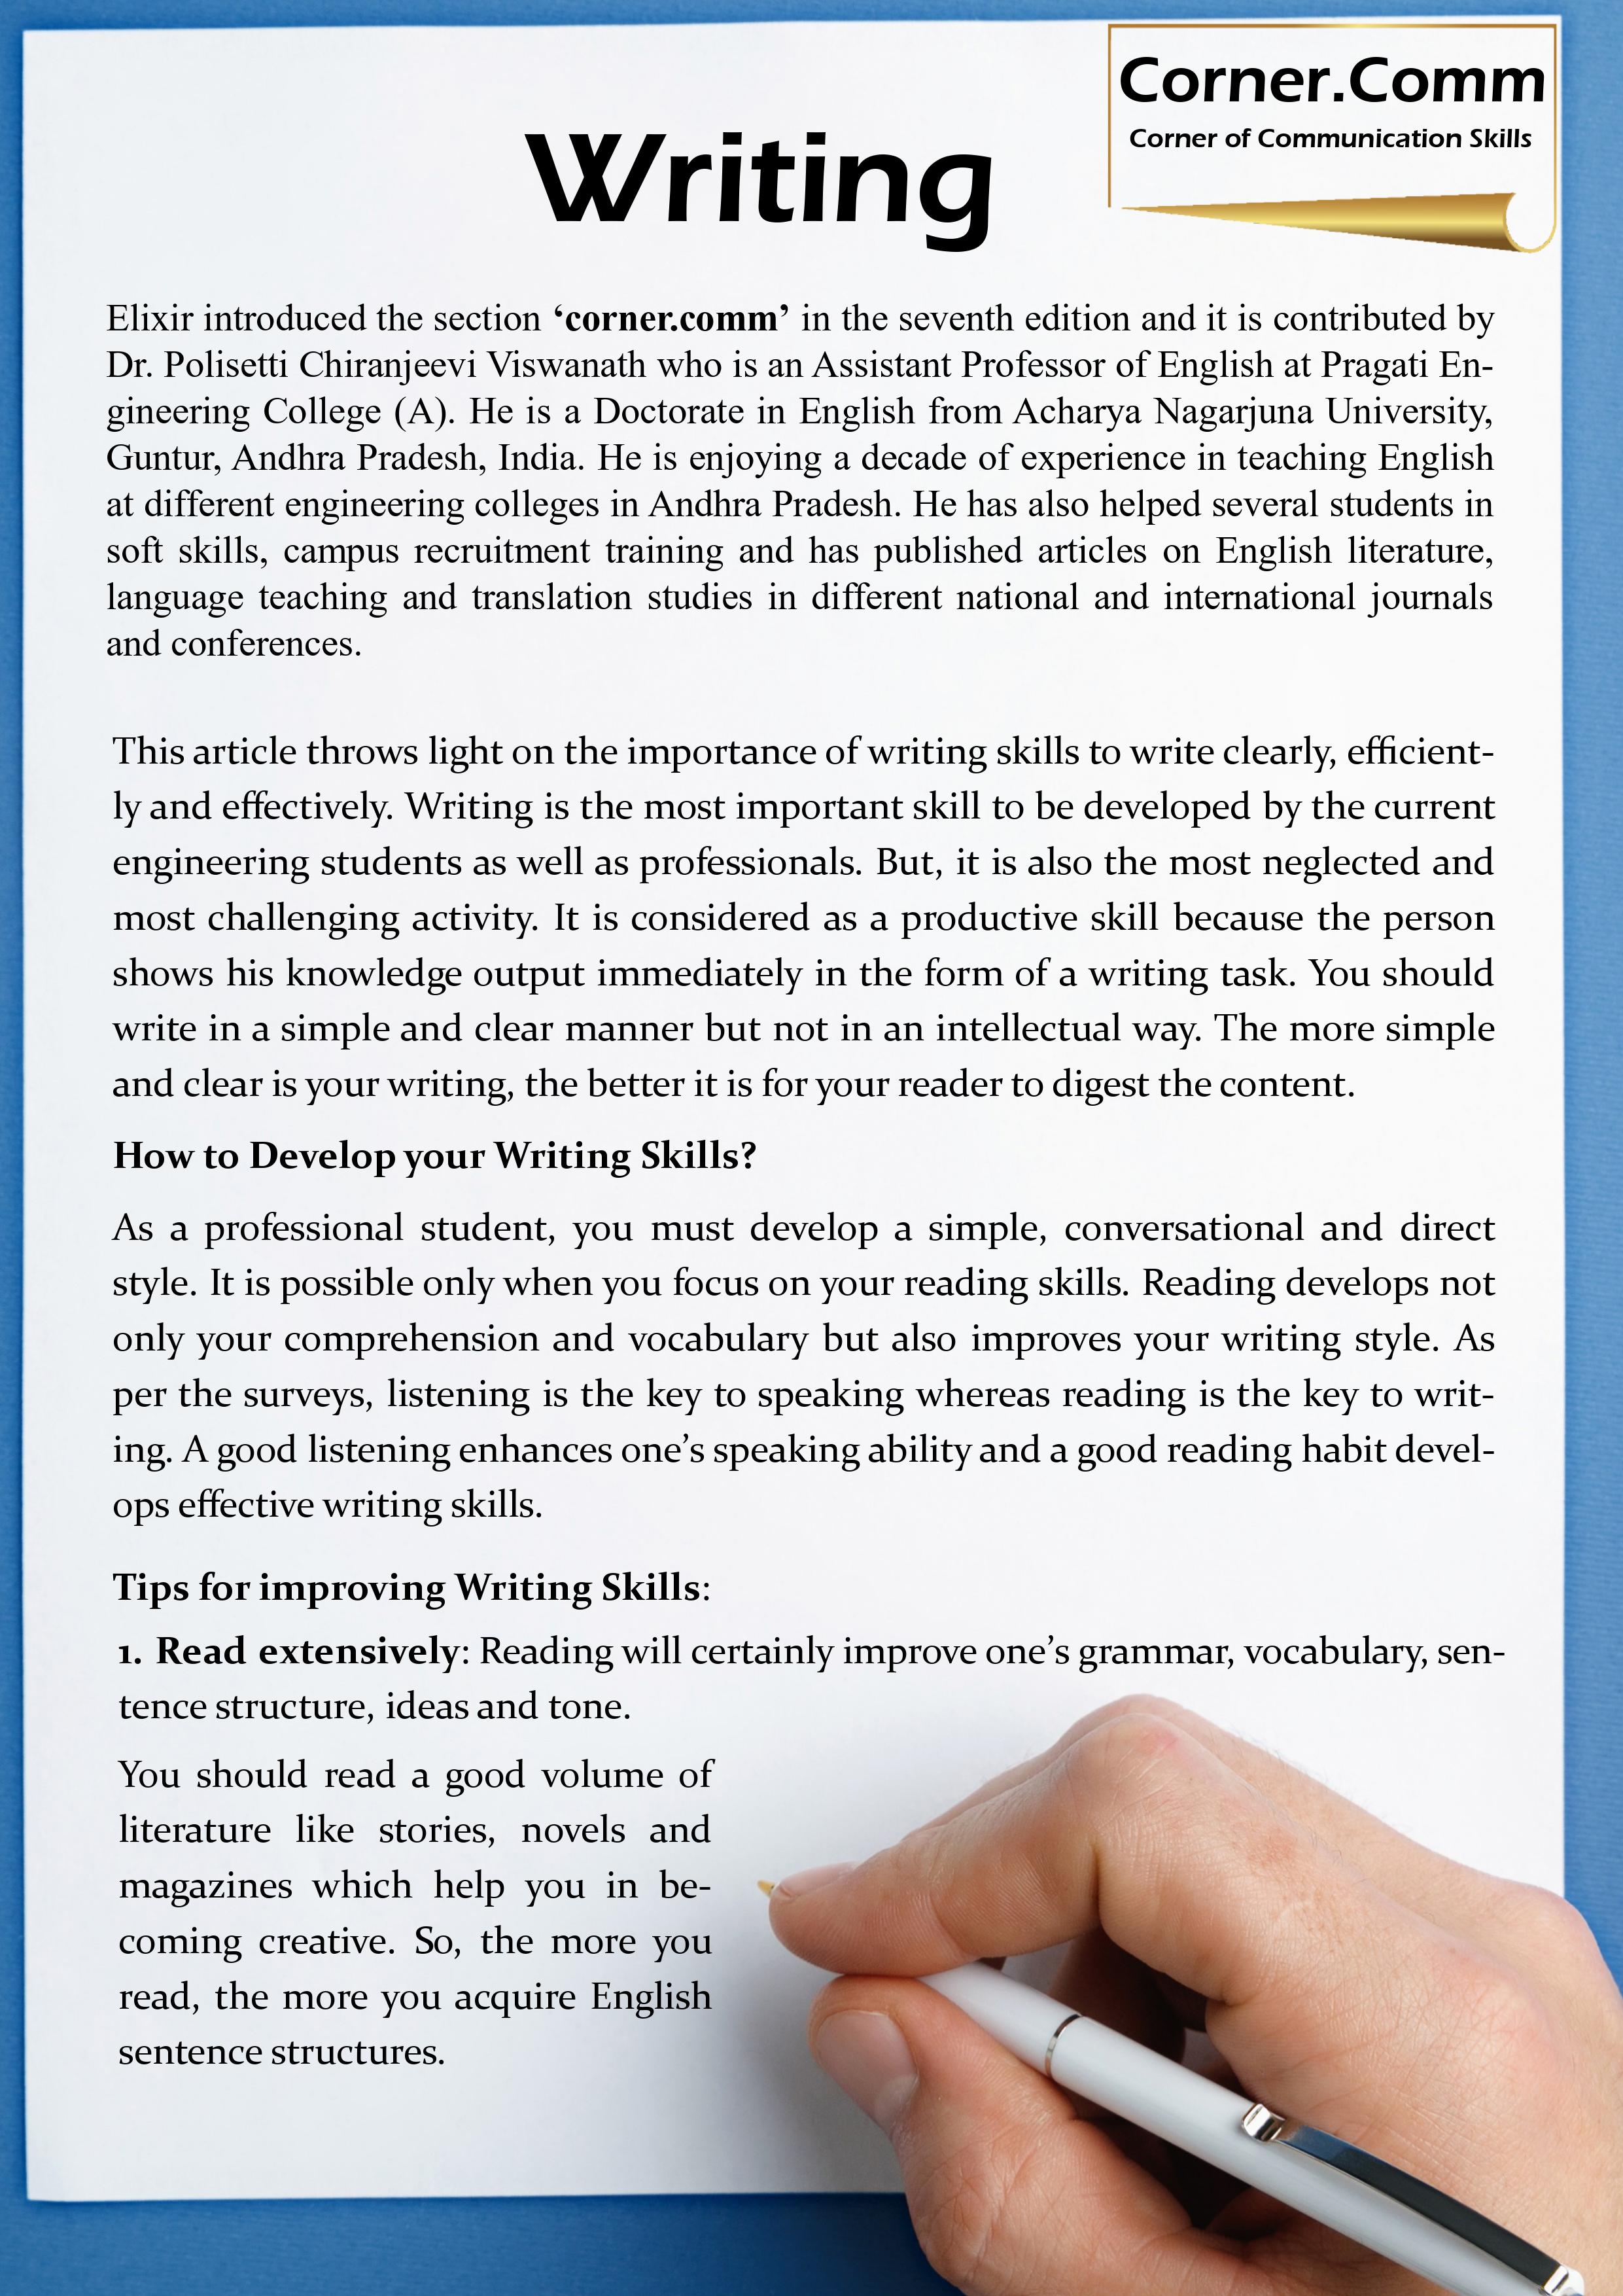 Corner.Comm
Corner of Communication Skills
Writing
Elixir introduced the section ‘corner.comm’ in the seventh edition and it is contributed by
Dr. Polisetti Chiranjeevi Viswanath who is an Assistant Professor of English at Pragati En-
gineering College (A). He is a Doctorate in English from Acharya Nagarjuna University,
Guntur, Andhra Pradesh, India. He is enjoying a decade of experience in teaching English
at different engineering colleges in Andhra Pradesh. He has also helped several students in
soft skills, campus recruitment training and has published articles on English literature,
language teaching and translation studies in different national and international journals
and conferences.
This article throws light on the importance of writing skills to write clearly, efficient-
ly and effectively. Writing is the most important skill to be developed by the current
engineering students as well as professionals. But, it is also the most neglected and
most challenging activity. It is considered as a productive skill because the person
shows his knowledge output immediately in the form of a writing task. You should
write in a simple and clear manner but not in an intellectual way. The more simple
and clear is your writing, the better it is for your reader to digest the content.
How to Develop your Writing Skills?
As a professional student, you must develop a simple, conversational and direct
style. It is possible only when you focus on your reading skills. Reading develops not
only your comprehension and vocabulary but also improves your writing style. As
per the surveys, listening is the key to speaking whereas reading is the key to writ-
ing. A good listening enhances one’s speaking ability and a good reading habit devel-
ops effective writing skills.
Tips for improving Writing Skills:
1. Read extensively: Reading will certainly improve one’s grammar, vocabulary, sen-
tence structure, ideas and tone.
You should read a good volume of
literature like stories, novels and
magazines which help you in be-
coming creative. So, the more you
read, the more you acquire English
sentence structures.